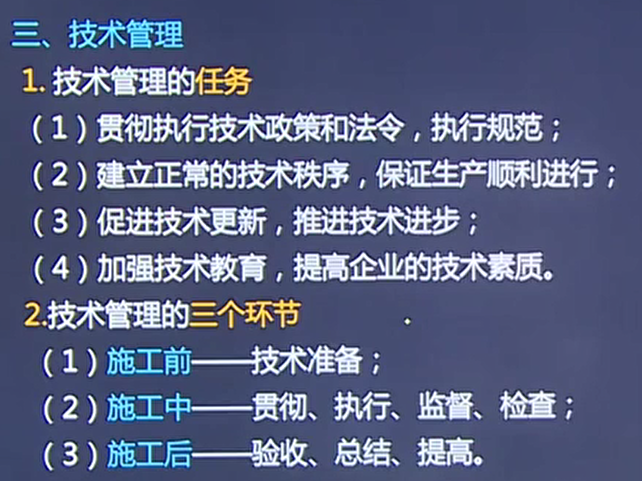 三、技术管理
1. 技术管理的任务
（1）贯彻执行技术政策和法令，执行规范；
（2）建立正常的技术秩序，保证生产顺利进行；
（3）促进技术更新，推进技术进步；
（4）加强技术教育，提高企业的技术素质。
2.技术管理的三个环节
（1）施工前——技术准备；
（2）施工中——贯彻、执行、监督、检查；
（3）施工后——验收、总结、提高。